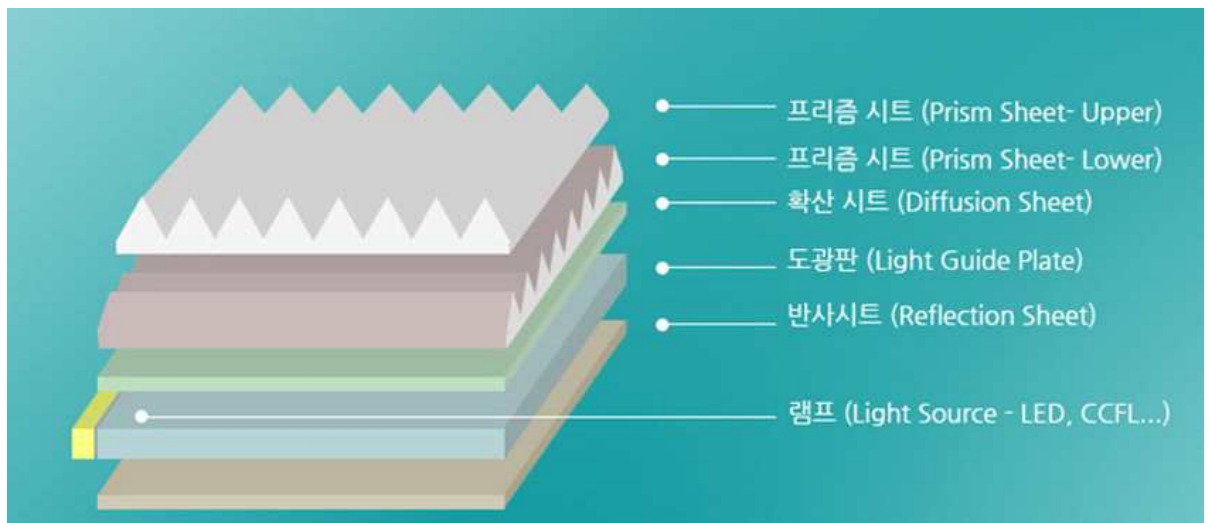 프리즘 시트 (Prism Sheet- Upper)
프리즘 시트 (Prism Sheet- Lower)
확산 시트 (Diffusion Sheet)
도광판 (Light Guide Plate)
반사시트 (Reflection Sheet)
램프 (Light Source - LED, CCFL...)